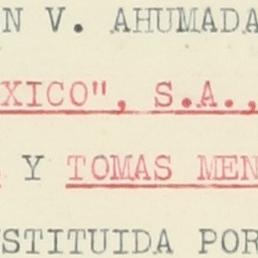 N V. AHUMADA
XICO", S.A.,
Y TOMAS MEN
STITUIDA POR